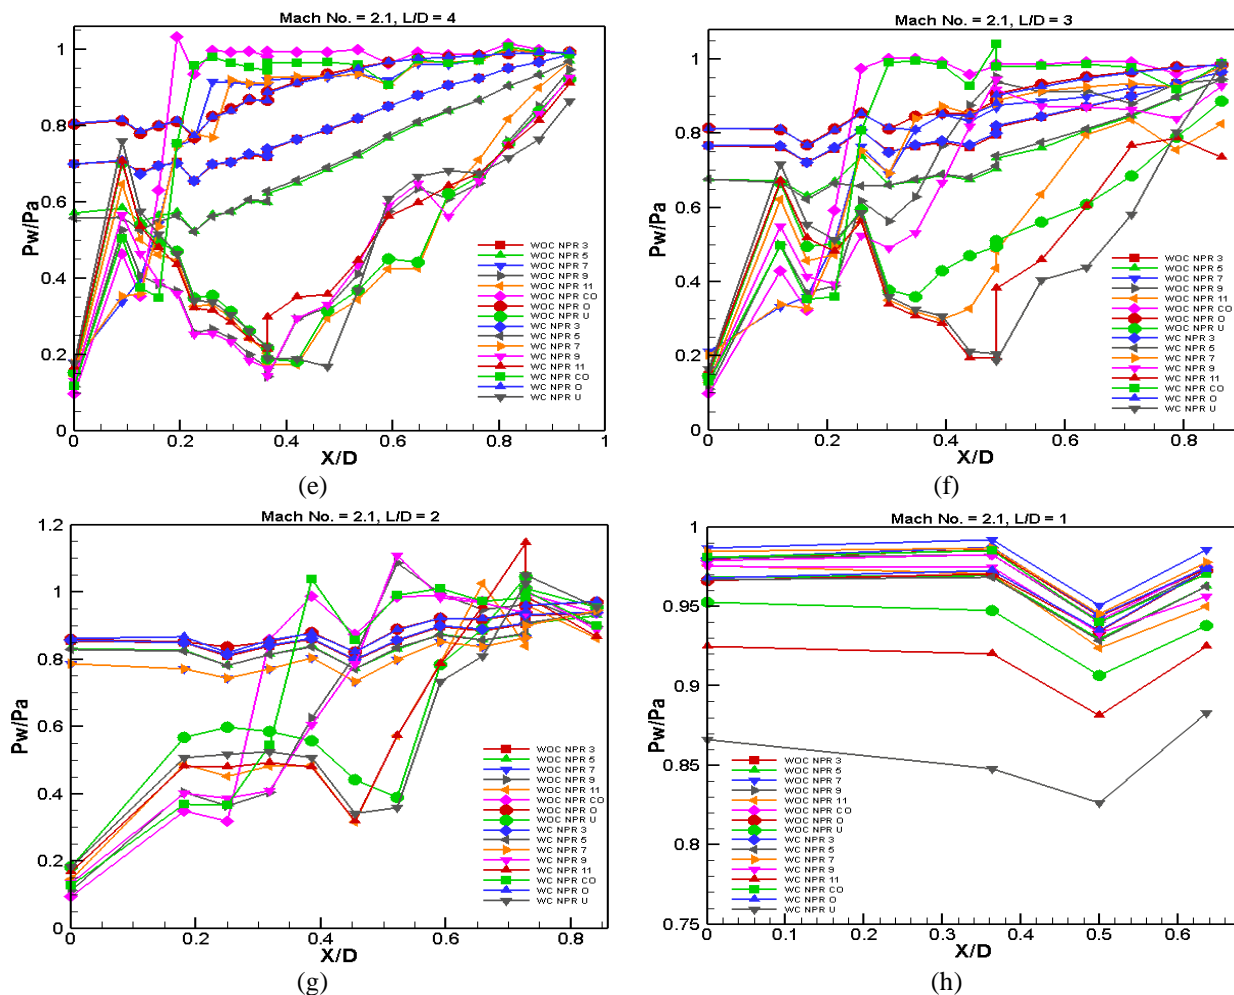 Mach No. = 2.1, L/D = 4
Pw/Pa
1
0.8
0.6
0.4
0.2
0
0
0.2
0.4
0.6
0.8
1
X/D
WOC NPR 3
WOC NPR 5
WOC NPR 7
WOC NPR 9
WOC NPR 11
WOC NPR CO
WOC NPR O
WOC NPR U
WC NPR 3
WC NPR 5
WC NPR 7
WC NPR 9
WC NPR 11
WC NPR CO
WC NPR O
WC NPR U
(e)
Mach No. = 2.1, L/D = 3
Pw/Pa
1
0.8
0.6
0.4
0.2
0
0
0.2
0.4
0.6
0.8
X/D
WOC NPR 3
WOC NPR 5
WOC NPR 7
WOC NPR 9
WOC NPR 11
WOC NPR CO
WOC NPR O
WOC NPR U
WC NPR 3
WC NPR 5
WC NPR 7
WC NPR 9
WC NPR 11
WC NPR CO
WC NPR O
WC NPR U
(f)
Mach No. = 2.1, L/D = 2
Pw/Pa
1.2
1
0.8
0.6
0.4
0.2
0
0
0.2
0.4
0.6
0.8
X/D
WOC NPR 3
WOC NPR 5
WOC NPR 7
WOC NPR 9
WOC NPR 11
WOC NPR CO
WOC NPR O
WOC NPR U
WC NPR 3
WC NPR 5
WC NPR 7
WC NPR 9
WC NPR 11
WC NPR CO
WC NPR O
WC NPR U
(g)
Mach No. = 2.1, L/D = 1
Pw/Pa
1
0.95
0.9
0.85
0.8
0.75
0
0.1
0.2
0.3
0.4
0.5
0.6
X/D
WOC NPR 3
WOC NPR 5
WOC NPR 7
WOC NPR 9
WOC NPR 11
WOC NPR CO
WOC NPR O
WOC NPR U
WC NPR 3
WC NPR 5
WC NPR 7
WC NPR 9
WC NPR 11
WC NPR CO
WC NPR O
WC NPR U
(h)